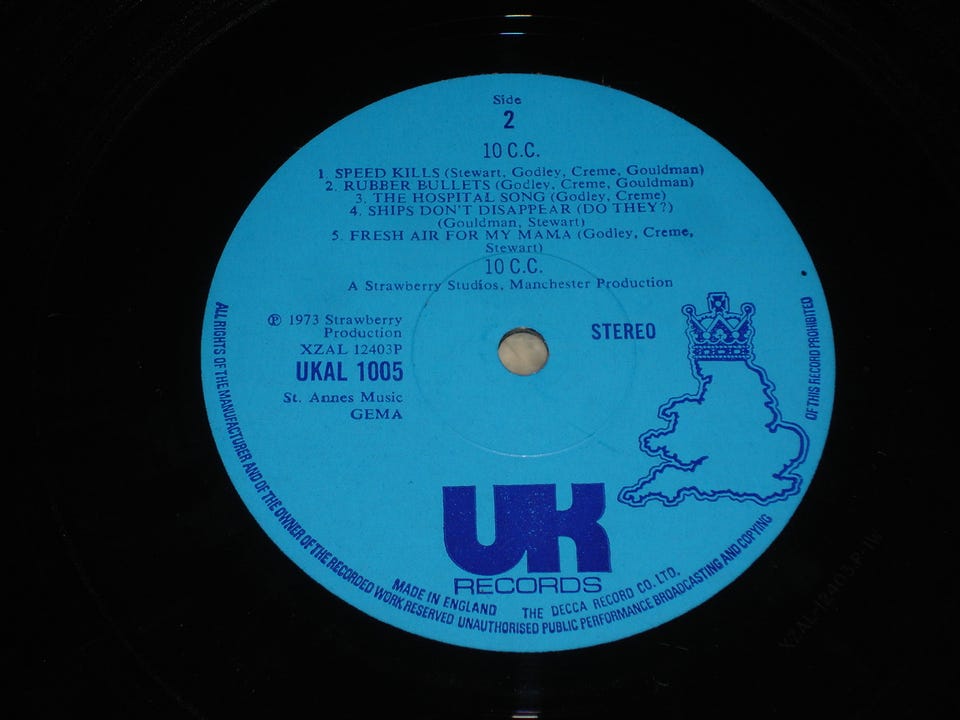 Side
2
10 C.C.
1. SPEED KILLS (Stewart, Godley, Creme, Gouldman)
2. RUBBER BULLETS (Godley, Creme, Gouldman)
3. THE HOSPITAL SONG (Godley, Creme)
4. SHIPS DON'T DISAPPEAR (DO THEY?)
(Gouldman, Stewart)
5. FRESH AIR FOR MY MAMA (Godley, Creme,
Stewart)
10 C.C.
A Strawberry Studios, Manchester Production
℗ 1973 Strawberry
Production
XZAL 12403P
UKAL 1005
St. Annes Music
GEMA
STEREO
UK
RECORDS
MADE IN ENGLAND THE DECCA RECORD CO. LTD.
ALL RIGHTS OF THE MANUFACTURER AND OF THE OWNER OF THE RECORDED WORK RESERVED UNAUTHORISED PUBLIC PERFORMANCE BROADCASTING AND COPYING OF THIS RECORD PROHIBITED